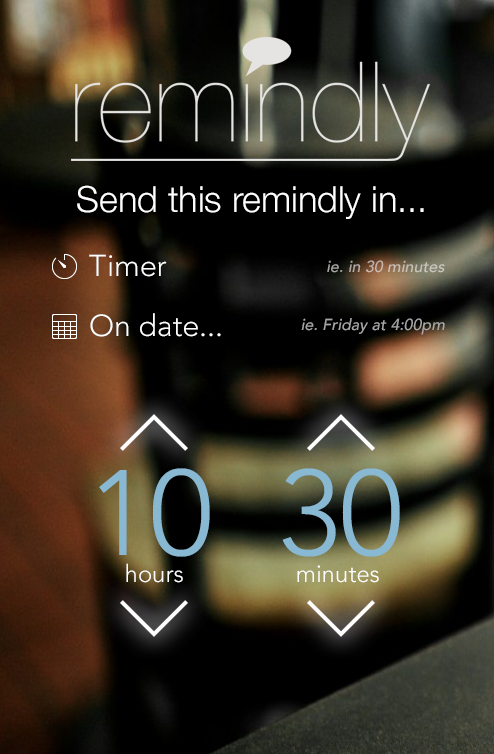 remindly
Send this remindly in...
Timer
ie. in 30 minutes
On date...
ie. Friday at 4:00pm
10 30
hours minutes